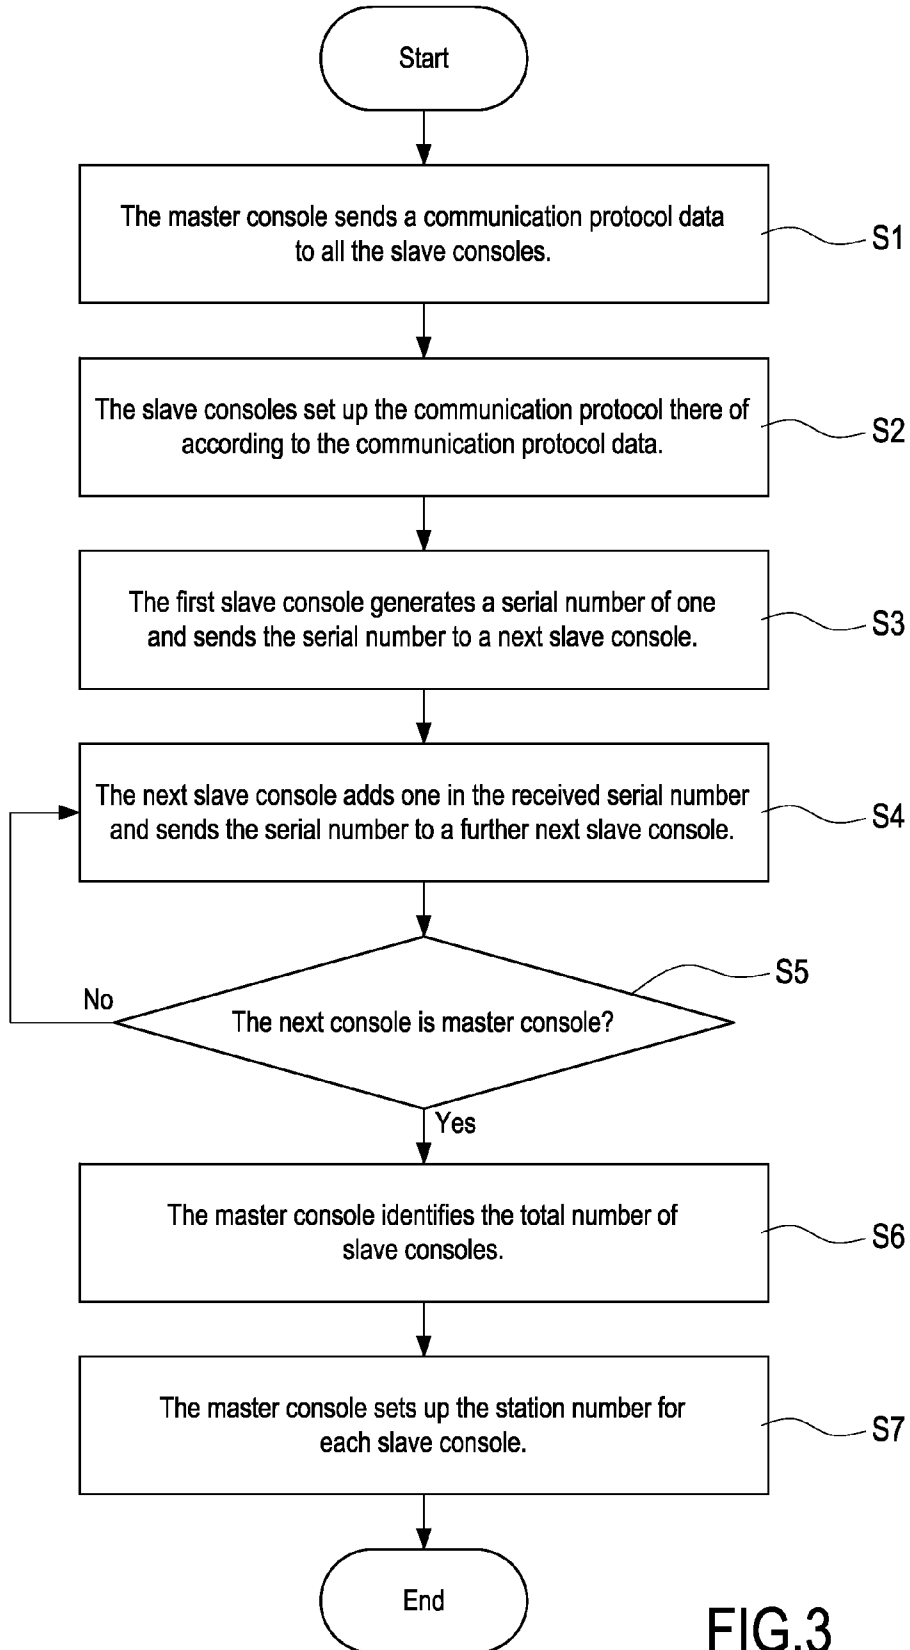 Start
The master console sends a communication protocol data
to all the slave consoles.
S1
The slave consoles set up the communication protocol there of
according to the communication protocol data.
S2
The first slave console generates a serial number of one
and sends the serial number to a next slave console.
S3
The next slave console adds one in the received serial number
and sends the serial number to a further next slave console.
S4
S5
No
The next console is master console?
Yes
The master console identifies the total number of
slave consoles.
S6
The master console sets up the station number for
each slave console.
S7
End
FIG.3